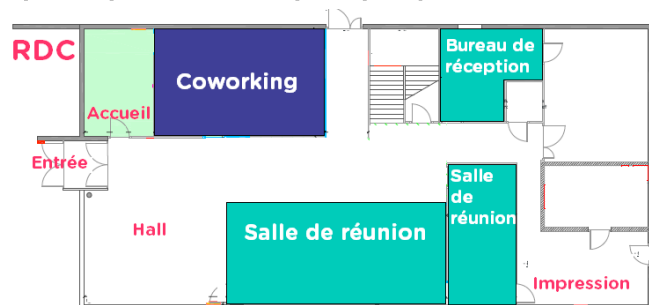 RDC
Bureau de
réception
Coworking
Accueil
Entrée
Salle
de
réunion
Hall
Salle de réunion
Impression